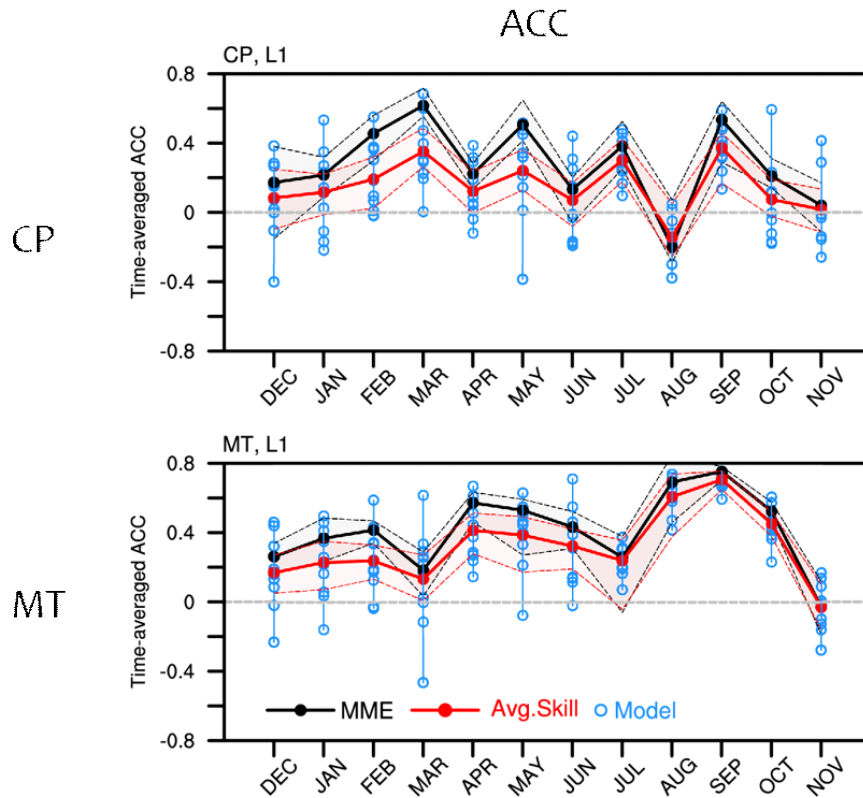 ACC
CP, L1
CP
Time-averaged ACC
0.8
0.4
0
-0.4
-0.8
DEC JAN FEB MAR APR MAY JUN JUL AUG SEP OCT NOV
MT, L1
MT
Time-averaged ACC
0.8
0.4
0
-0.4
-0.8
MME Avg.Skill Model
DEC JAN FEB MAR APR MAY JUN JUL AUG SEP OCT NOV